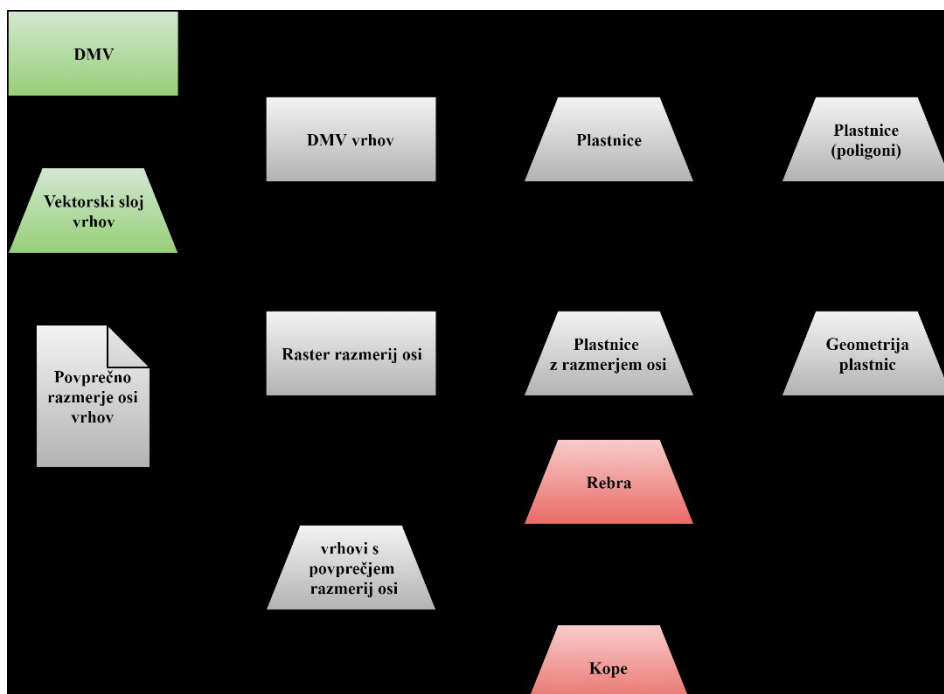 DMV
DMV vrhov
Plastnice
Plastnice
(poligoni)
Vektorski sloj
vrhov
Povprečno
razmerje osi
vrhov
Raster razmerij osi
Plastnice
z razmerjem osi
Geometrija
plastnic
Rebra
vrhovi s
povprečjem
razmerij osi
Kope